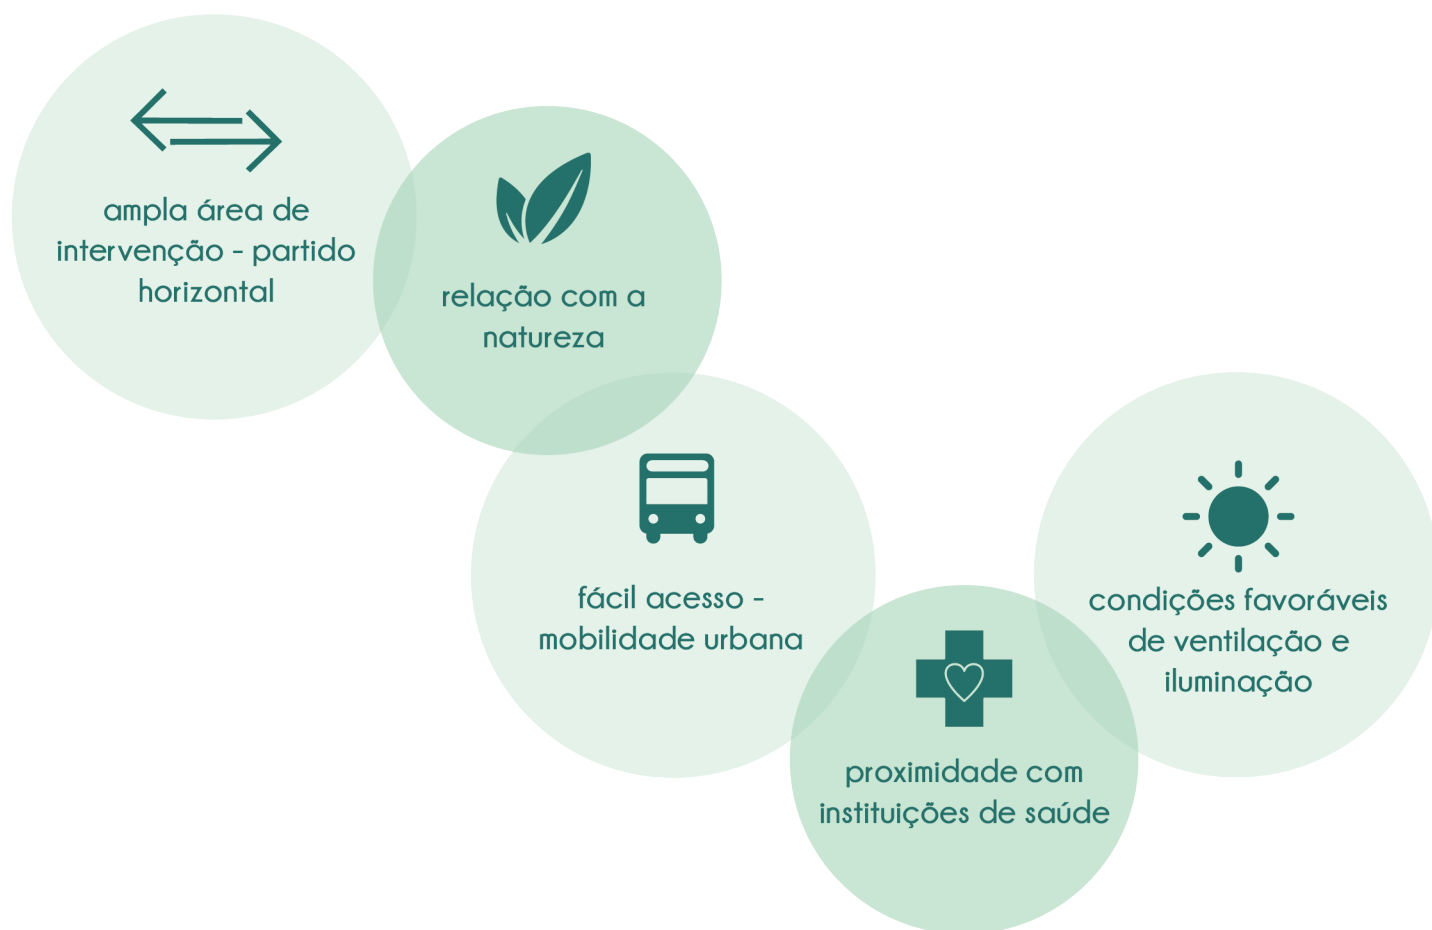 ampla área de
intervenção - partido
horizontal
relação com a
natureza
fácil acesso -
mobilidade urbana
proximidade com
instituições de saúde
condições favoráveis
de ventilação e
iluminação